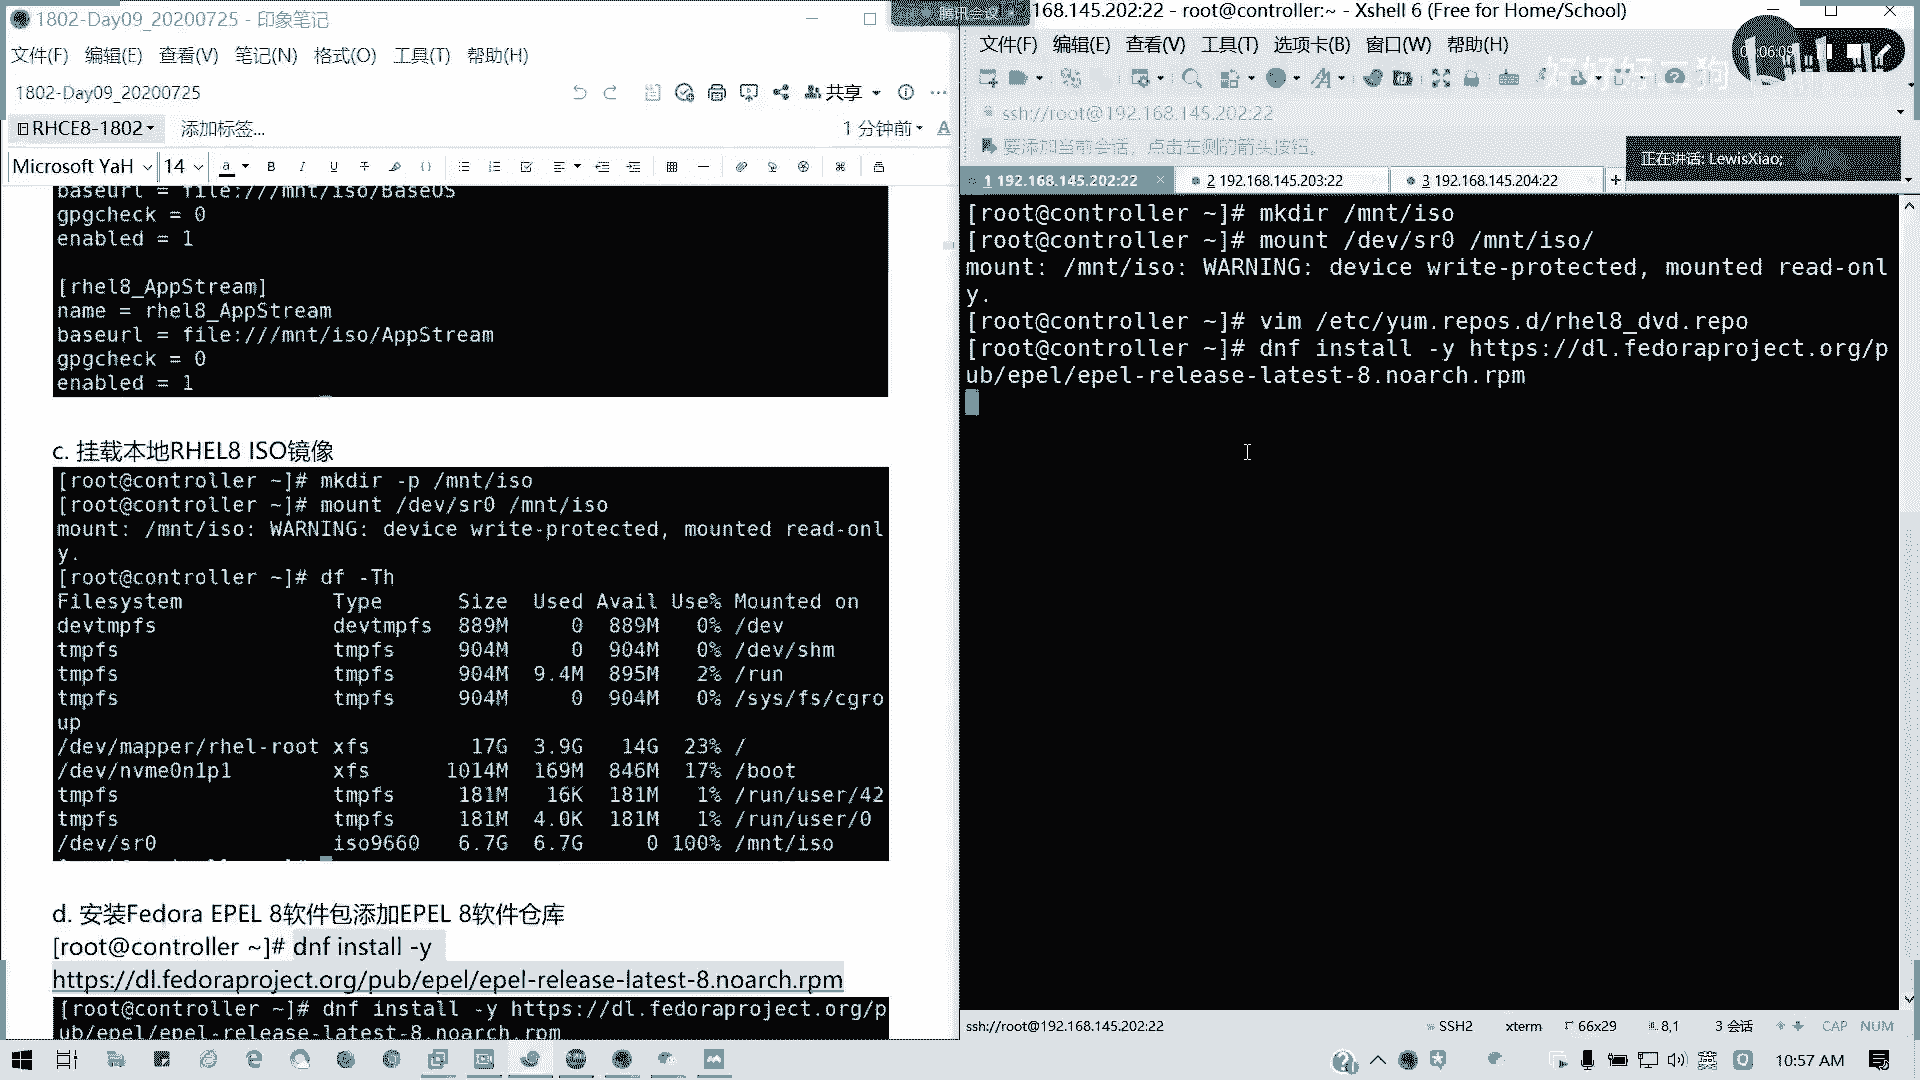 1802-Day09_20200725 - 印象笔记
文件(F) 编辑(E) 查看(V) 笔记(N) 格式(O) 工具(T) 帮助(H)
1802-Day09_20200725
共享
RHCE8-1802
添加标签...
1 分钟前
Microsoft YaH 14
baseurl = file:///mnt/iso/BaseOS
gpgcheck = 0
enabled = 1
[rhel8_AppStream]
name = rhel8_AppStream
baseurl = file:///mnt/iso/AppStream
gpgcheck = 0
enabled = 1
c. 挂载本地RHEL8 ISO镜像
[root@controller ~]# mkdir -p /mnt/iso
[root@controller ~]# mount /dev/sr0 /mnt/iso
mount: /mnt/iso: WARNING: device write-protected, mounted read-onl
y.
[root@controller ~]# df -Th
Filesystem Type Size Used Avail Use% Mounted on
devtmpfs devtmpfs 889M 0 889M 0% /dev
tmpfs tmpfs 904M 0 904M 0% /dev/shm
tmpfs tmpfs 904M 9.4M 895M 2% /run
tmpfs tmpfs 904M 0 904M 0% /sys/fs/cgro
up
/dev/mapper/rhel-root xfs 17G 3.9G 14G 23% /
/dev/nvme0n1p1 xfs 1014M 169M 846M 17% /boot
tmpfs tmpfs 181M 16K 181M 1% /run/user/42
tmpfs tmpfs 181M 4.0K 181M 1% /run/user/0
/dev/sr0 iso9660 6.7G 6.7G 0 100% /mnt/iso
d. 安装Fedora EPEL 8软件包添加EPEL 8软件仓库
[root@controller ~]# dnf install -y
https://dl.fedoraproject.org/pub/epel/epel-release-latest-8.noarch.rpm
[root@controller ~]# dnf install -y https://dl.fedoraproject.org/p
ub/epel/epel-release-latest-8.noarch.rpm
腾讯会议
168.145.202:22 - root@controller:~ - Xshell 6 (Free for Home/School)
文件(F) 编辑(E) 查看(V) 工具(T) 选项卡(B) 窗口(W) 帮助(H)
ssh://root@192.168.145.202:22
要添加当前会话，点击左侧的箭头按钮。
正在讲话: LewisXiao;
1 192.168.145.202:22
2 192.168.145.203:22
3 192.168.145.204:22
[root@controller ~]# mkdir /mnt/iso
[root@controller ~]# mount /dev/sr0 /mnt/iso/
mount: /mnt/iso: WARNING: device write-protected, mounted read-onl
y.
[root@controller ~]# vim /etc/yum.repos.d/rhel8_dvd.repo
[root@controller ~]# dnf install -y https://dl.fedoraproject.org/p
ub/epel/epel-release-latest-8.noarch.rpm
ssh://root@192.168.145.202:22 SSH2 xterm 66x29 8,1 3 会话 CAP NUM
英 10:57 AM